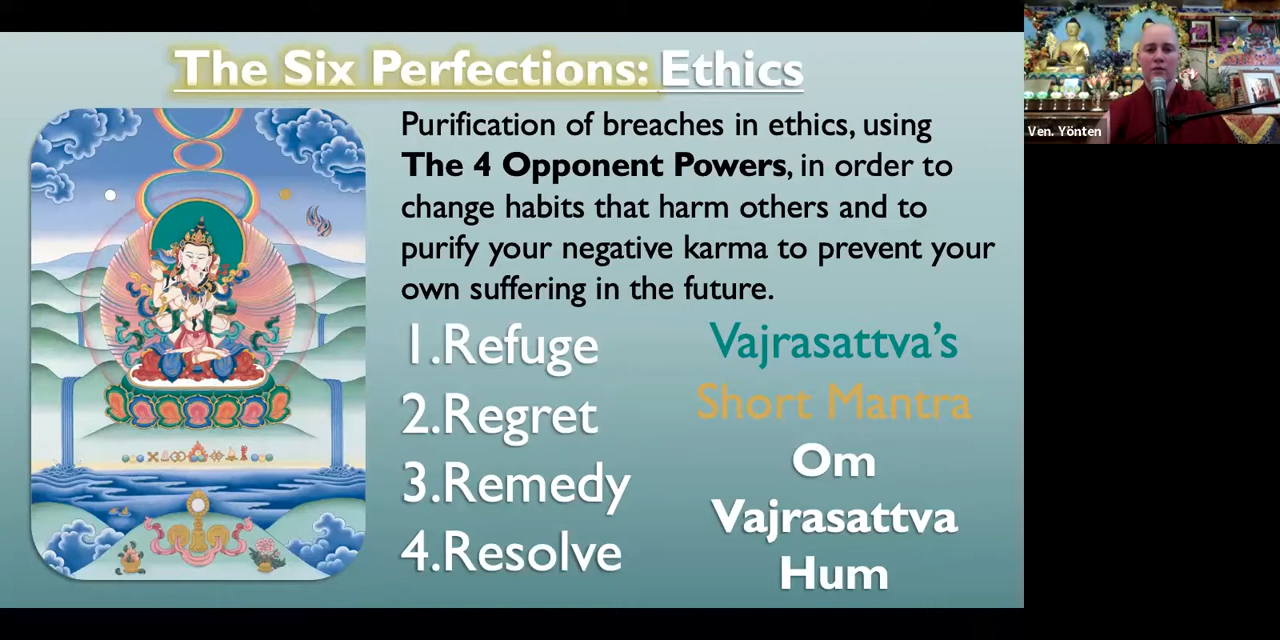 The Six Perfections: Ethics
Purification of breaches in ethics, using
The 4 Opponent Powers, in order to
change habits that harm others and to
purify your negative karma to prevent your
own suffering in the future.
1.Refuge
2.Regret
3.Remedy
4.Resolve
Vajrasattva’s
Short Mantra
Om
Vajrasattva
Hum
Ven. Yönten